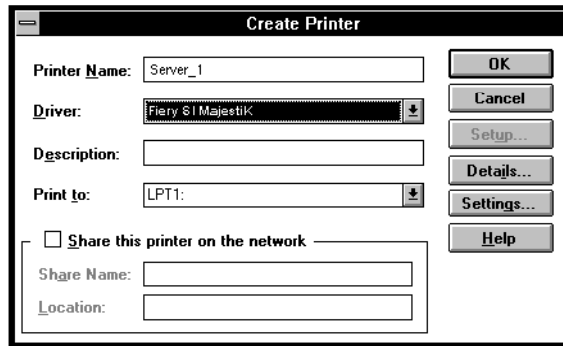 Create Printer
Printer Name: Server_1
OK
Driver: Fiery SI MajestiK
Cancel
Setup...
Description:
Details...
Print to: LPT1:
Settings...
Share this printer on the network
Help
Share Name:
Location: